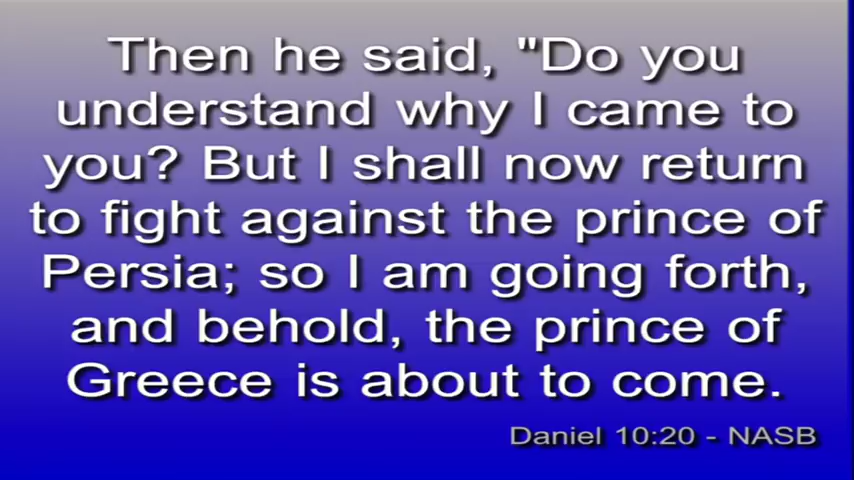 Then he said, "Do you
understand why I came to
you? But I shall now return
to fight against the prince of
Persia; so I am going forth,
and behold, the prince of
Greece is about to come.
Daniel 10:20 - NASB